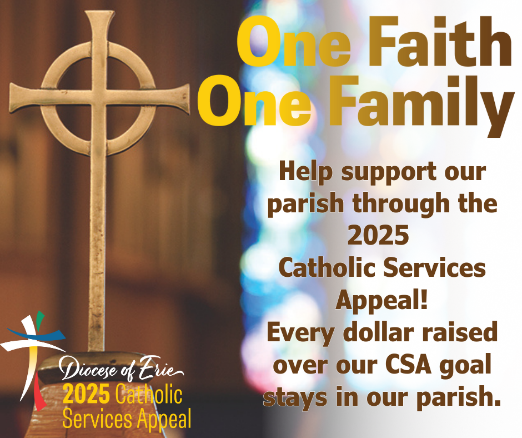 One Faith
One Family
Help support our
parish through the
2025
Catholic Services
Appeal!
Every dollar raised
over our CSA goal
stays in our parish.
Diocese of Erie
2025 Catholic
Services Appeal